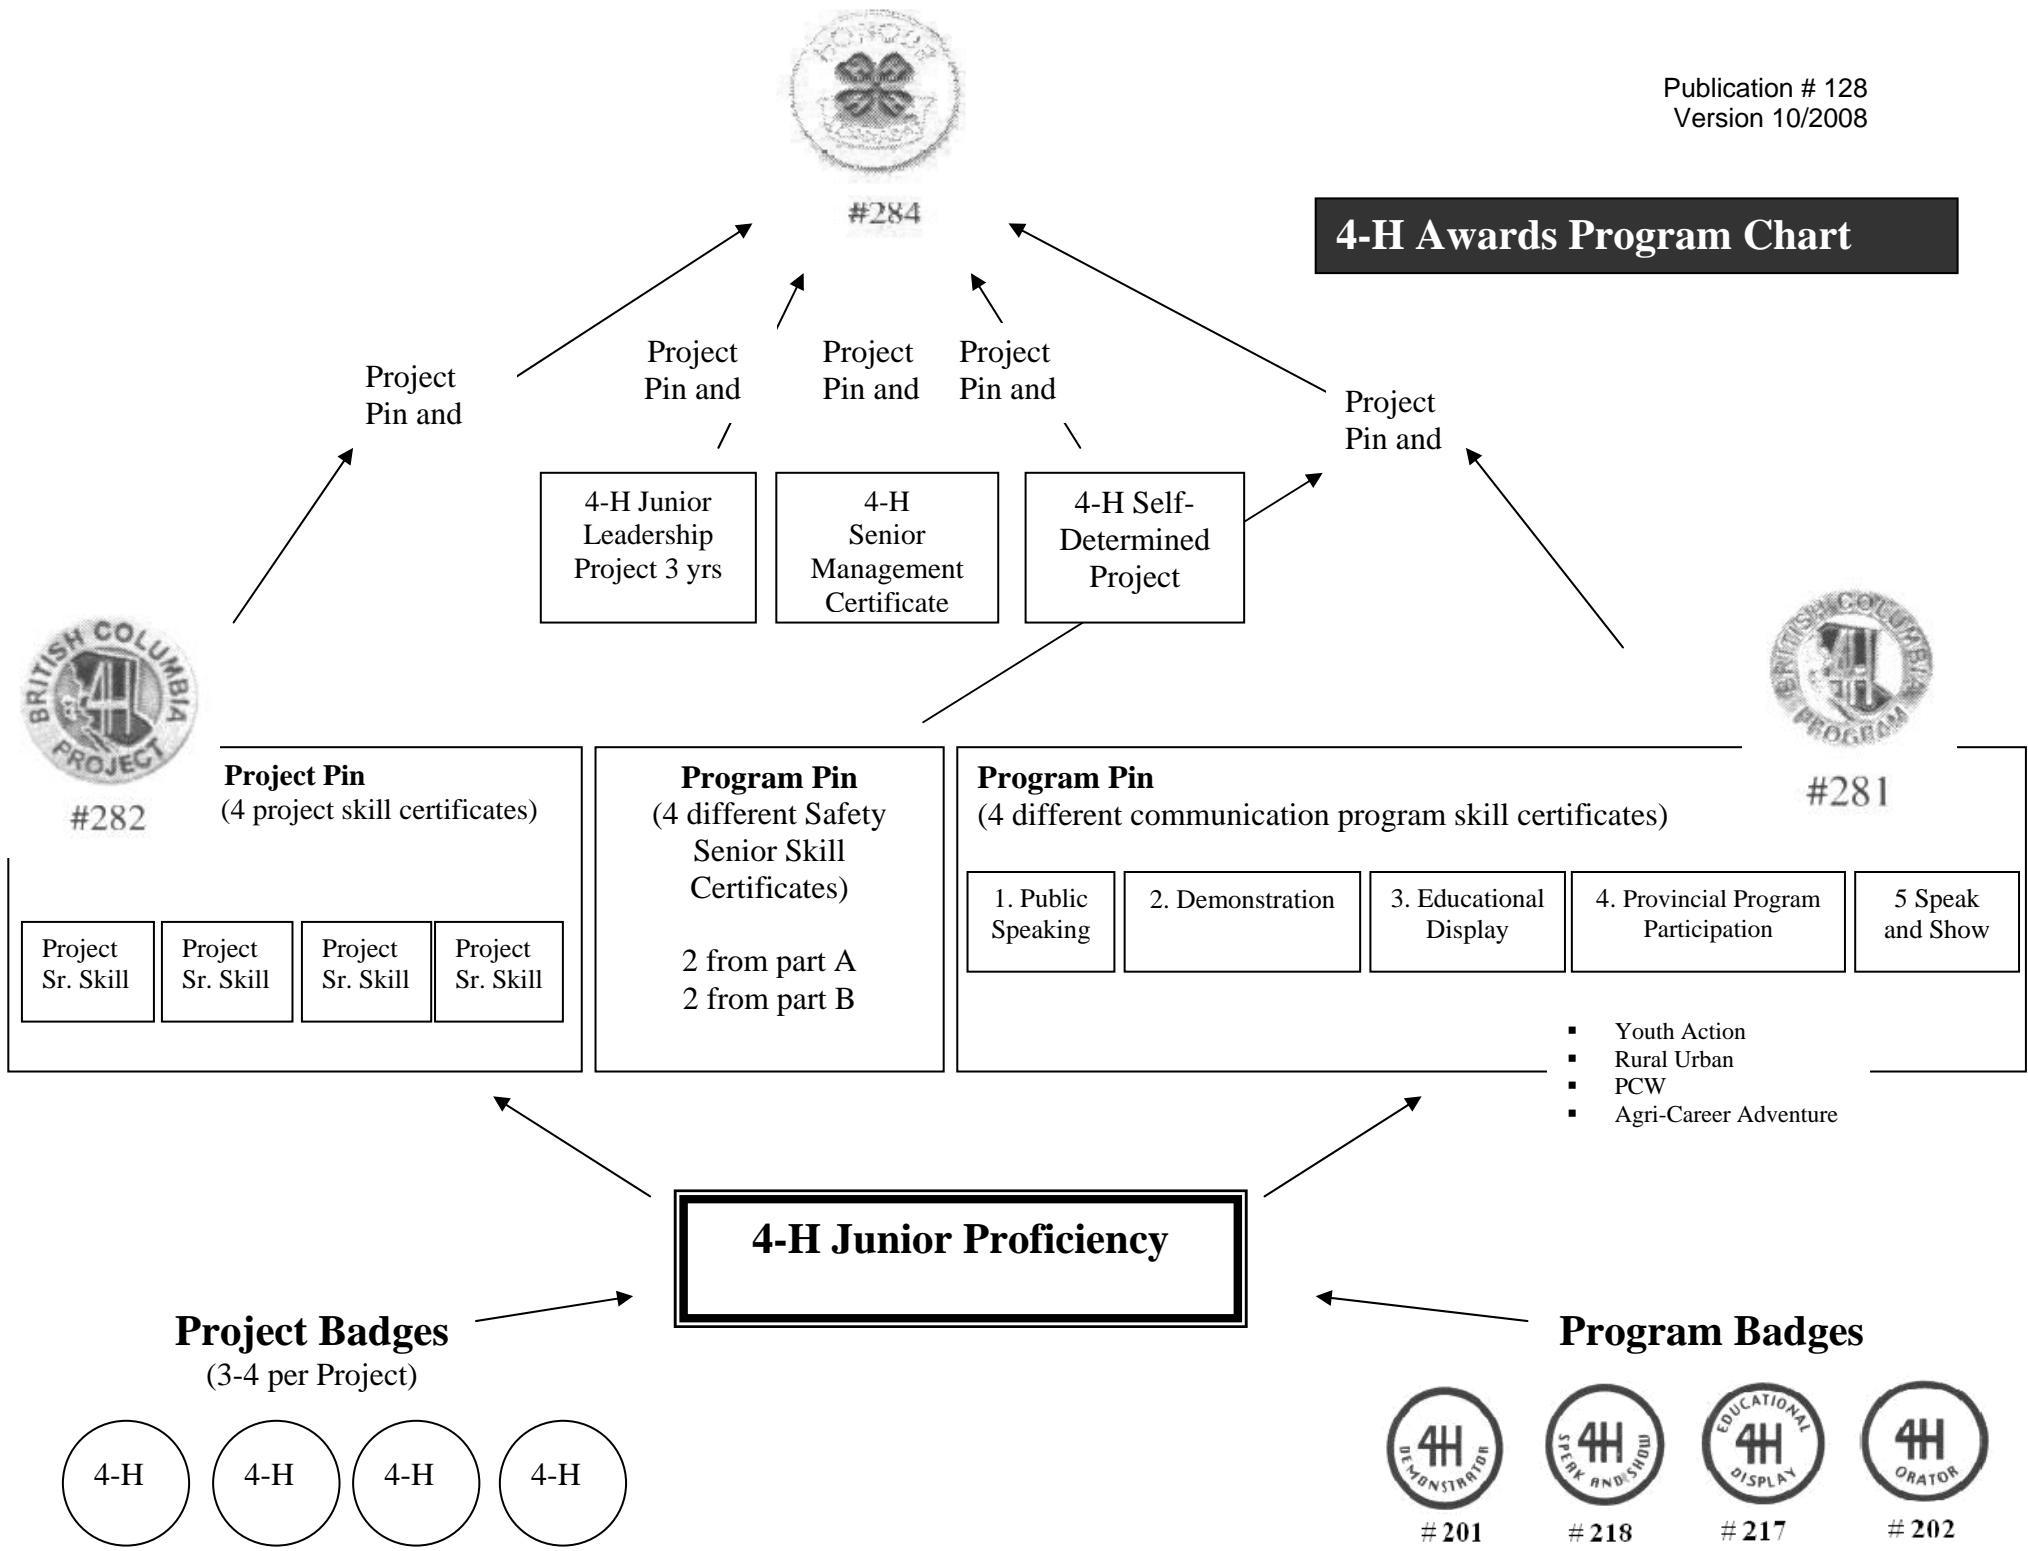 HONOUR
CANADA
#284
Publication # 128
Version 10/2008
4-H Awards Program Chart
Project
Pin and
Project
Pin and
Project
Pin and
Project
Pin and
Project
Pin and
4-H Junior
Leadership
Project 3 yrs
4-H
Senior
Management
Certificate
4-H Self-
Determined
Project
BRITISH COLUMBIA
4H
PROJECT
#282
BRITISH COLUMBIA
4H
PROGRAM
#281
Project Pin
(4 project skill certificates)
Project
Sr. Skill
Project
Sr. Skill
Project
Sr. Skill
Project
Sr. Skill
Program Pin
(4 different Safety
Senior Skill
Certificates)
2 from part A
2 from part B
Program Pin
(4 different communication program skill certificates)
1. Public
Speaking
2. Demonstration
3. Educational
Display
4. Provincial Program
Participation
5 Speak
and Show
▪ Youth Action
▪ Rural Urban
▪ PCW
▪ Agri-Career Adventure
4-H Junior Proficiency
Project Badges
(3-4 per Project)
4-H
4-H
4-H
4-H
Program Badges
4H
DEMONSTRATOR
# 201
4H
SPEAK AND SHOW
# 218
EDUCATIONAL
4H
DISPLAY
# 217
4H
ORATOR
# 202